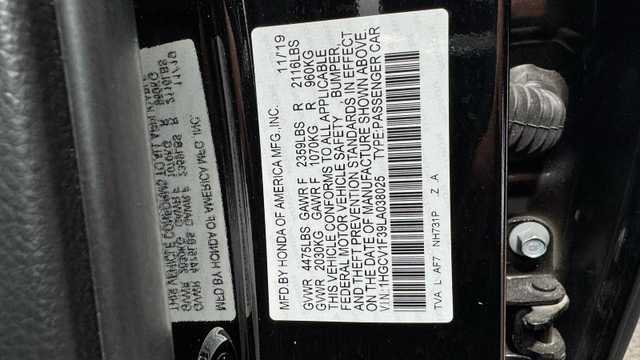 MFD.BY HONDA OF AMERICA MFG.,INC. 11/19
GVWR 4475LBS GAWR F 2359LBS R 2116LBS
GVWR 2030KG GAWR F 1070KG R 960KG
THIS VEHICLE CONFORMS TO ALL APPLICABLE
FEDERAL MOTOR VEHICLE SAFETY, BUMPER,
AND THEFT PREVENTION STANDARDS IN EFFECT
ON THE DATE OF MANUFACTURE SHOWN ABOVE.
V.I.N.:1HGCV1F39LA038025 TYPE:PASSENGER CAR
TVA L AF7 NH731P Z A